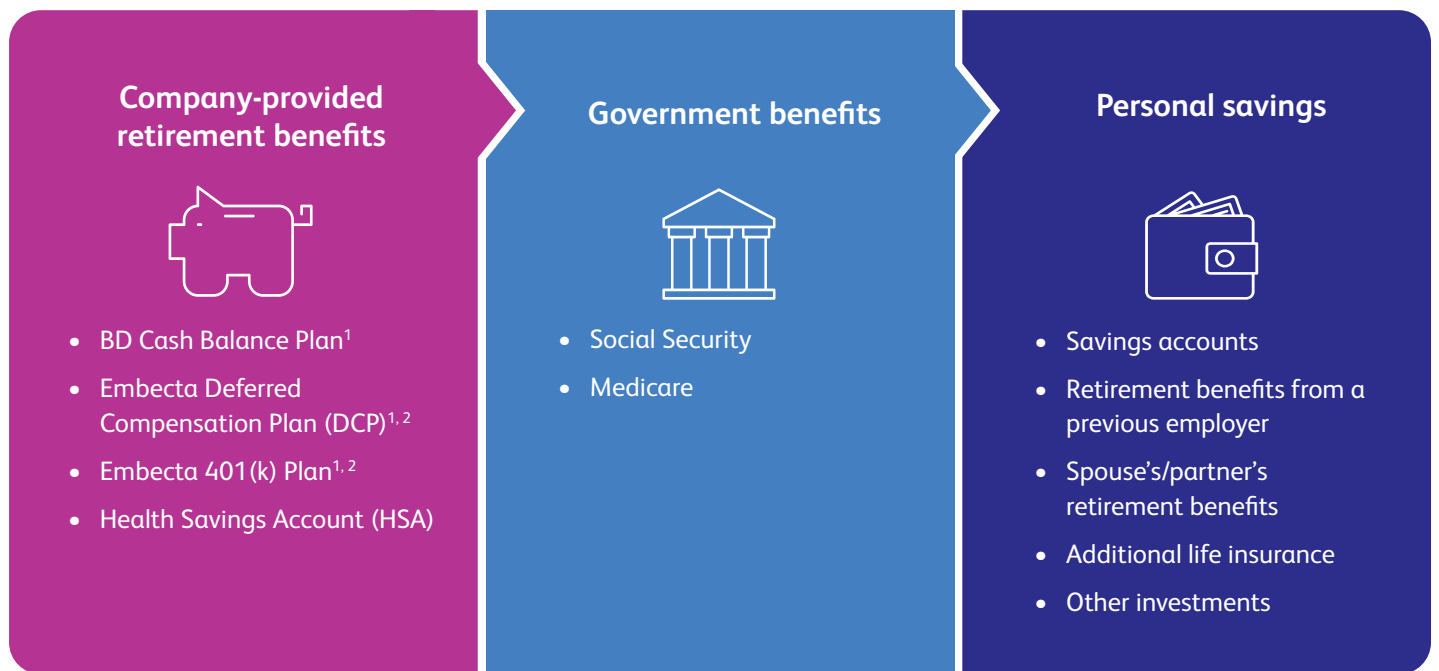 Company-provided
retirement benefits
• BD Cash Balance Plan¹
• Embecta Deferred
Compensation Plan (DCP)¹, ²
• Embecta 401(k) Plan¹, ²
• Health Savings Account (HSA)
Government benefits
• Social Security
• Medicare
Personal savings
• Savings accounts
• Retirement benefits from a
previous employer
• Spouse’s/partner’s
retirement benefits
• Additional life insurance
• Other investments